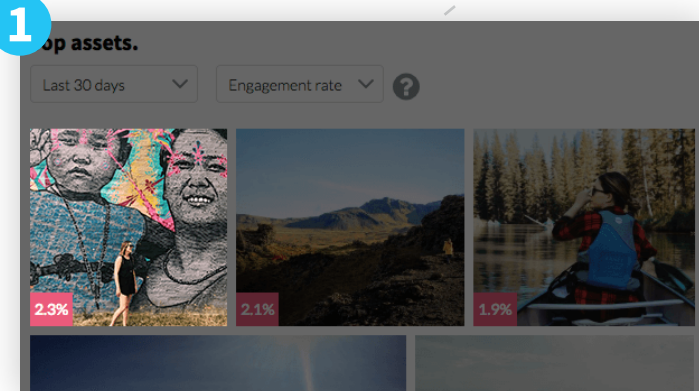 1
op assets.
Last 30 days
Engagement rate ?
2.3%
2.1%
1.9%